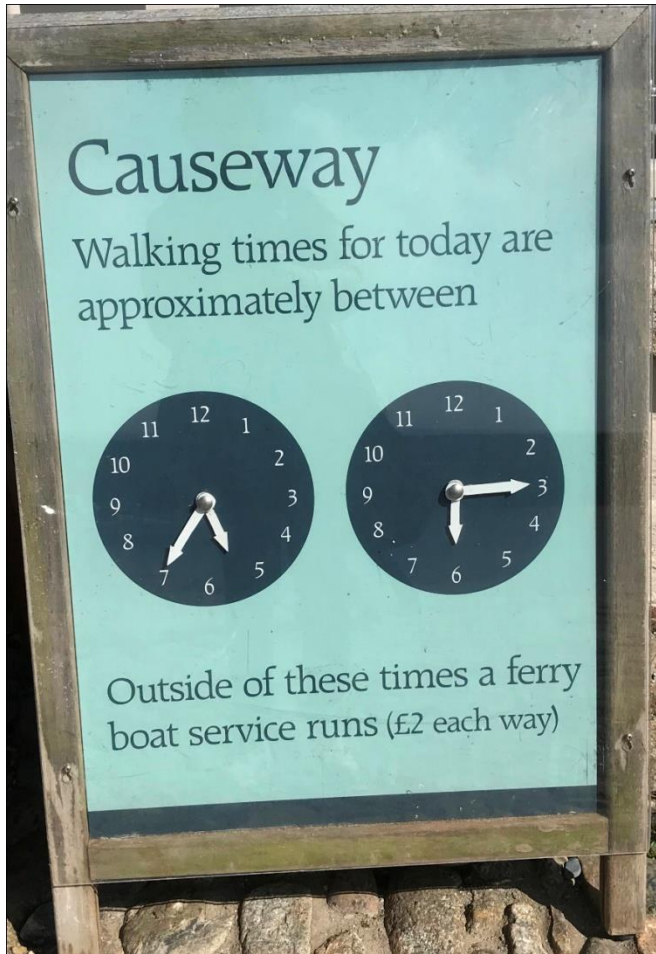 Causeway
Walking times for today are
approximately between
12
11 1
10 2
9 3
8 4
7 5
6
12
11 1
10 2
9 3
8 4
7 5
6
Outside of these times a ferry
boat service runs (£2 each way)